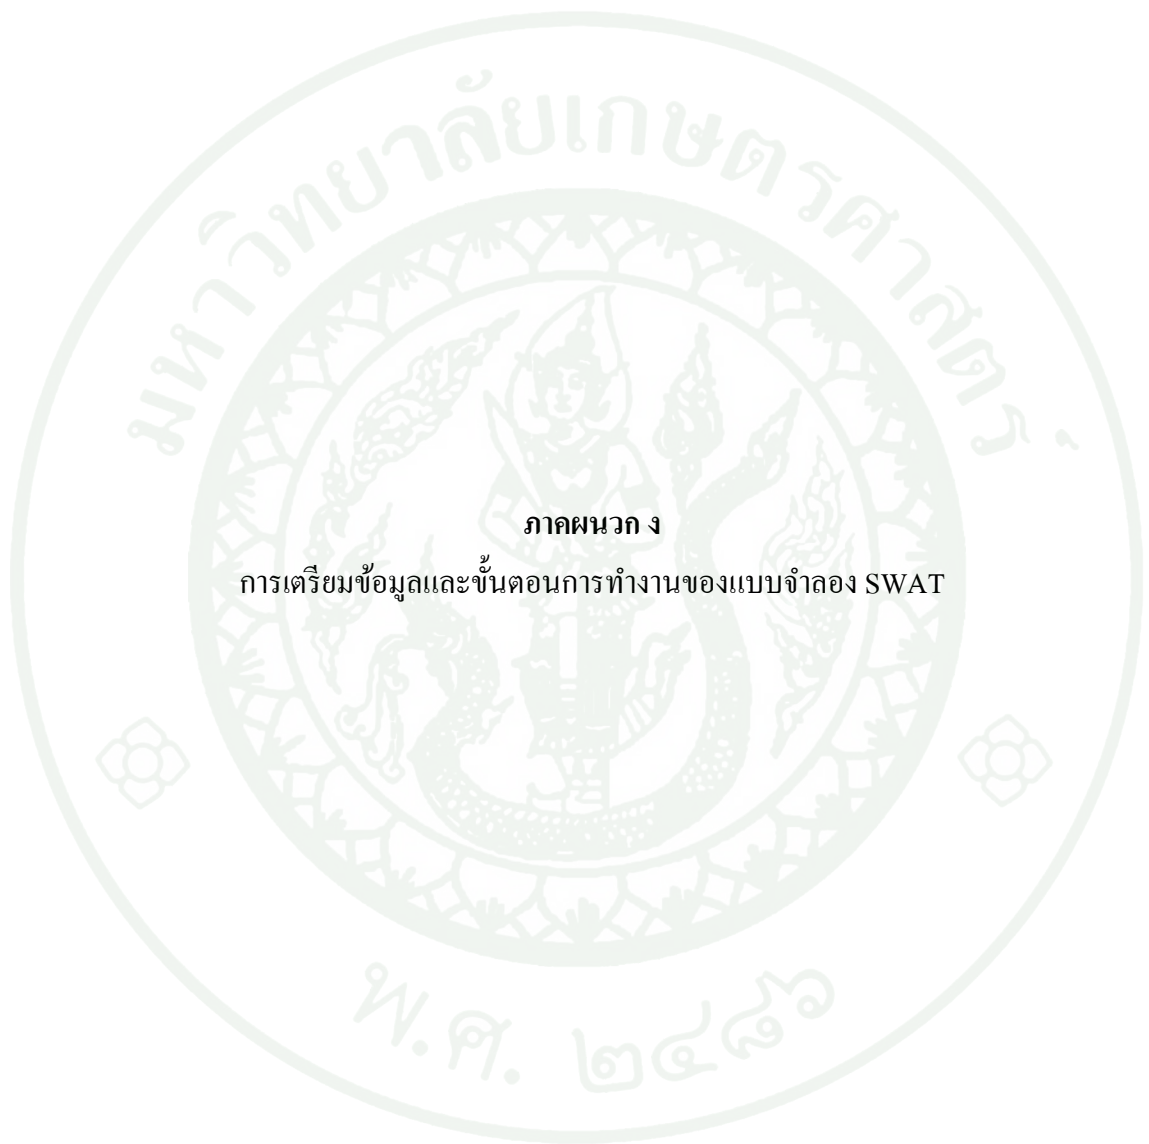 มหาวิทยาลัยเกษตรศาสตร์
ภาคผนวก ง
การเตรียมข้อมูลและขั้นตอนการทำงานของแบบจำลอง SWAT
พ.ศ. ๒๔๘๖